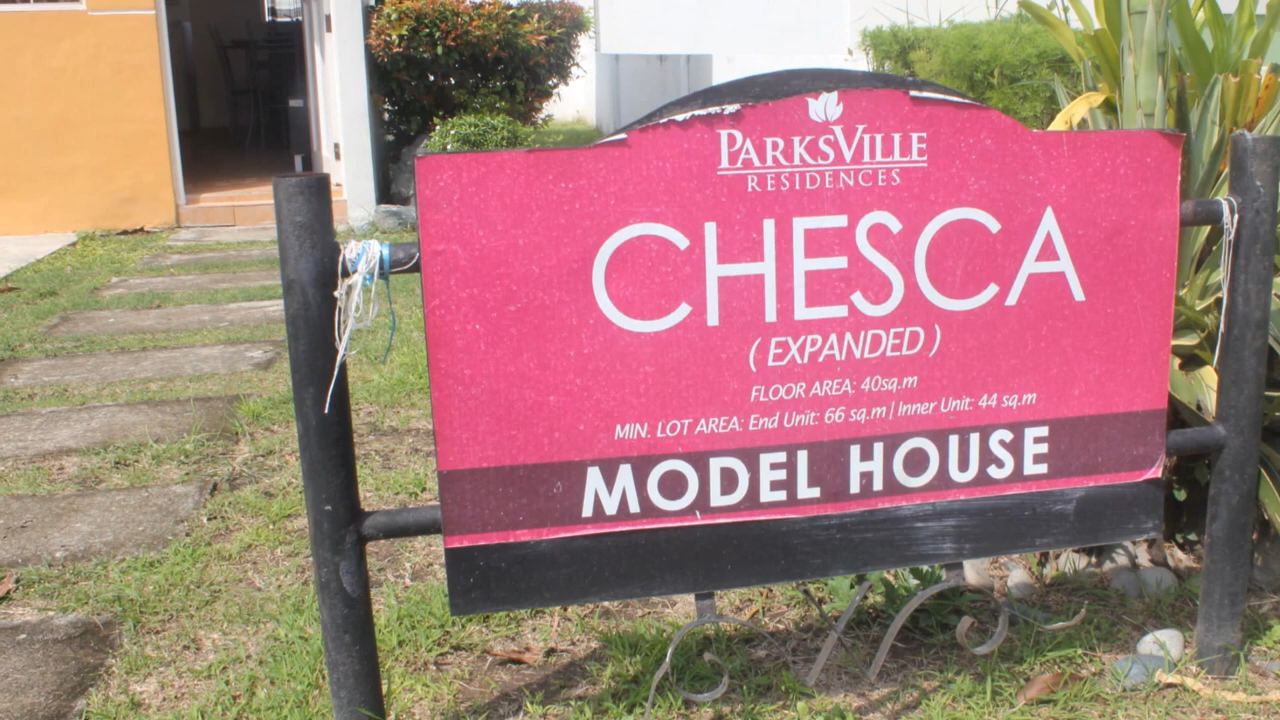 PARKSVILLE
RESIDENCES
CHESCA
( EXPANDED )
FLOOR AREA: 40sq.m
MIN. LOT AREA: End Unit: 66 sq.m | Inner Unit: 44 sq.m
MODEL HOUSE